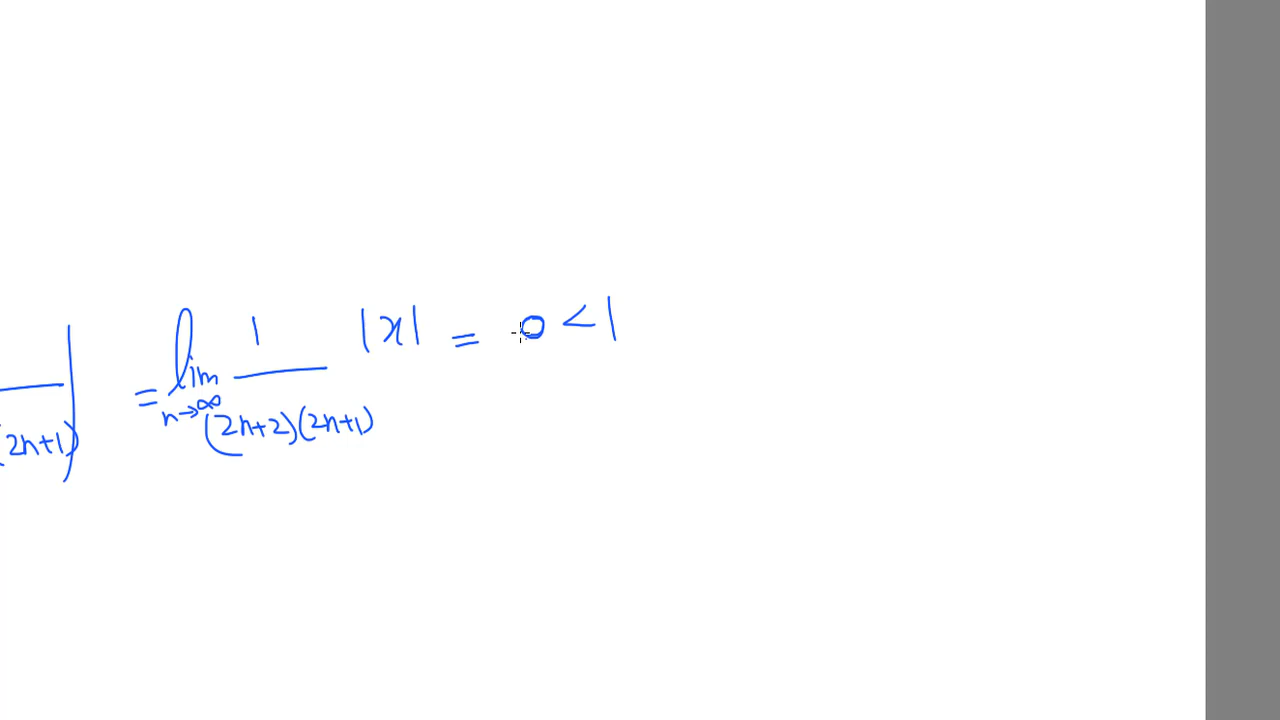 = lim 1 |x| = 0 < 1
n→∞ (2n+2)(2n+1)
(2n+1)